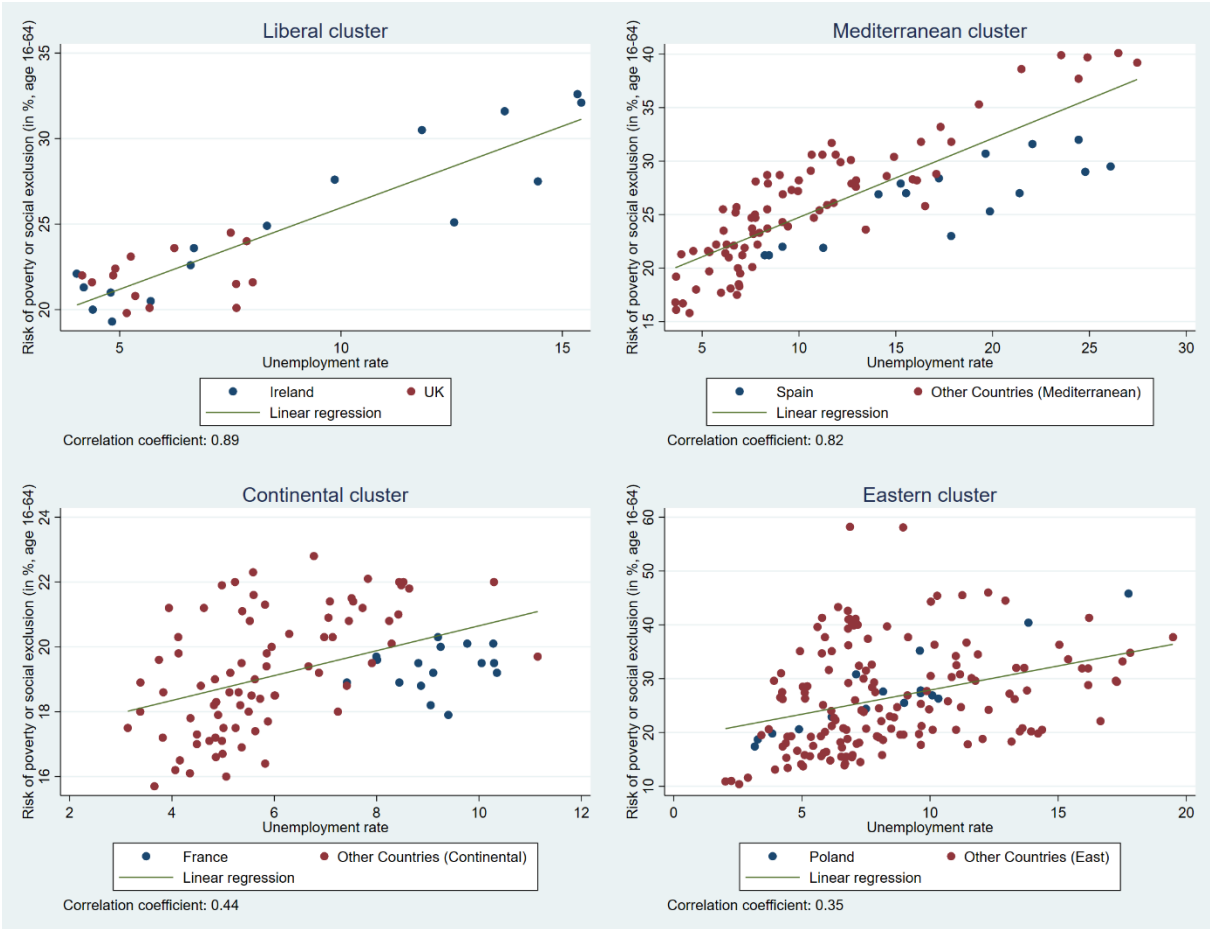 Liberal cluster
Risk of poverty or social exclusion (in %, age 16-64)
35
30
25
20
5 10 15
Unemployment rate
Ireland UK
Linear regression
Correlation coefficient: 0.89
Mediterranean cluster
Risk of poverty or social exclusion (in %, age 16-64)
40
35
30
25
20
15
5 10 15 20 25 30
Unemployment rate
Spain Other Countries (Mediterranean)
Linear regression
Correlation coefficient: 0.82
Continental cluster
Risk of poverty or social exclusion (in %, age 16-64)
24
22
20
18
16
2 4 6 8 10 12
Unemployment rate
France Other Countries (Continental)
Linear regression
Correlation coefficient: 0.44
Eastern cluster
Risk of poverty or social exclusion (in %, age 16-64)
60
50
40
30
20
10
0 5 10 15 20
Unemployment rate
Poland Other Countries (East)
Linear regression
Correlation coefficient: 0.35